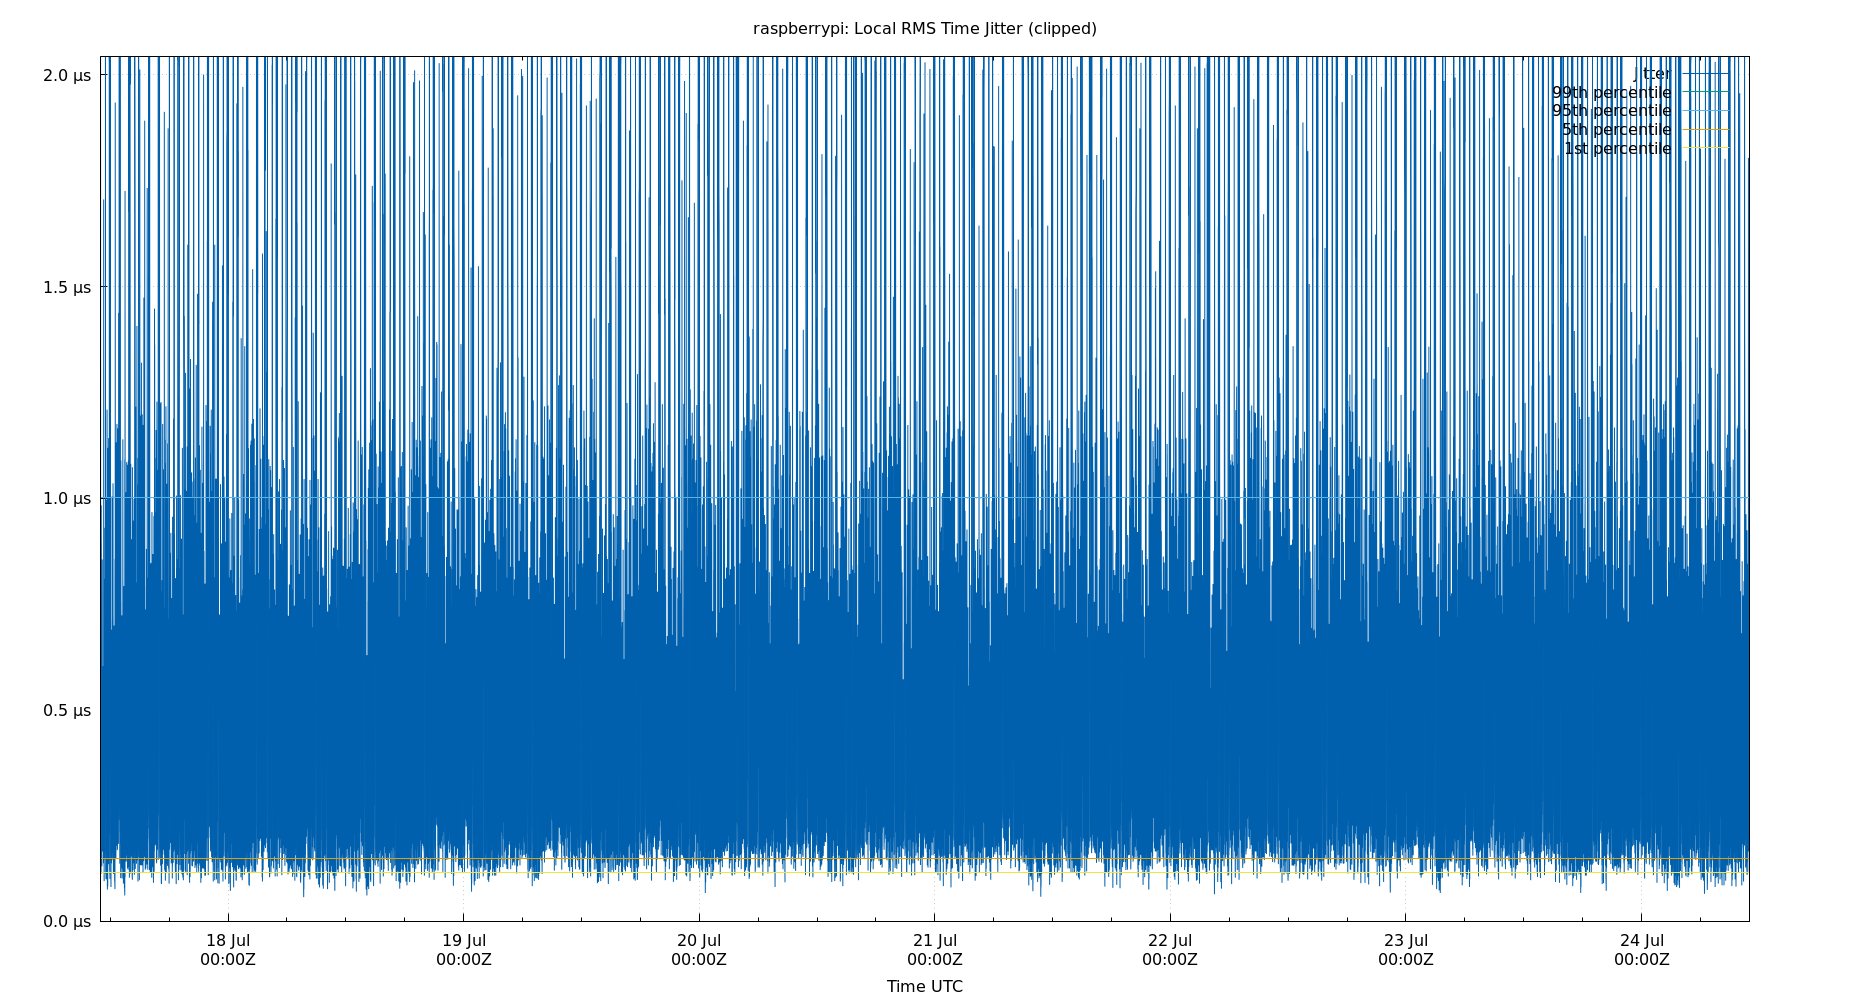 raspberrypi: Local RMS Time Jitter (clipped)
2.0 µs
1.5 µs
1.0 µs
0.5 µs
0.0 µs
jitter
99th percentile
95th percentile
5th percentile
1st percentile
18 Jul
00:00Z
19 Jul
00:00Z
20 Jul
00:00Z
21 Jul
00:00Z
22 Jul
00:00Z
23 Jul
00:00Z
24 Jul
00:00Z
Time UTC